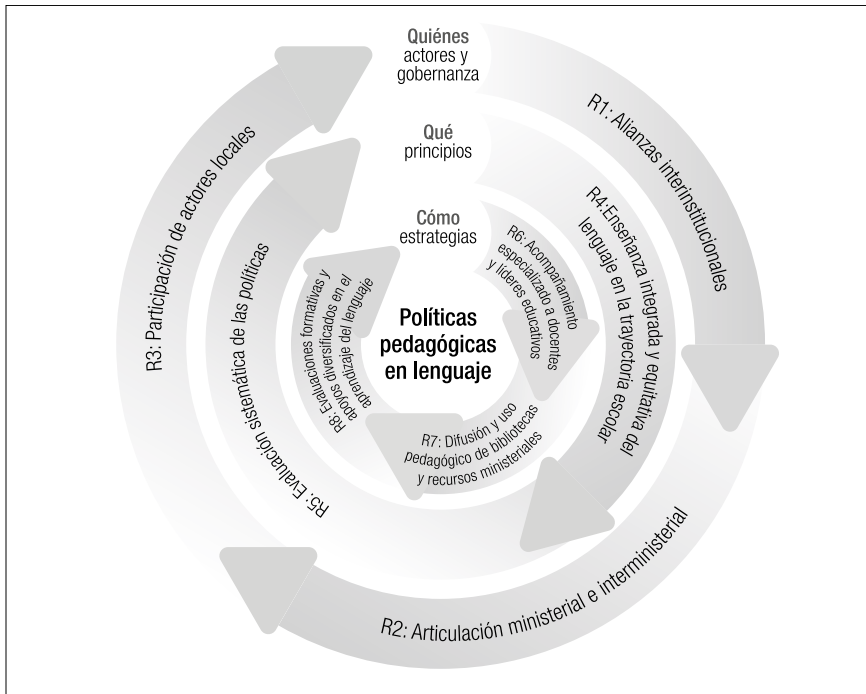 Quiénes
actores y
gobernanza
R1: Alianzas interinstitucionales
R2: Articulación ministerial e interministerial
R3: Participación de actores locales
Qué
principios
R4:Enseñanza integrada y equitativa del
lenguaje en la trayectoria escolar
R5: Evaluación sistemática de las políticas
Cómo
estrategias
R6: Acompañamiento
especializado a docentes
y líderes educativos
R7: Difusión y uso
pedagógico de bibliotecas
y recursos ministeriales
R8: Evaluaciones formativas y
apoyos diversificados en el
aprendizaje del lenguaje
Políticas
pedagógicas
en lenguaje